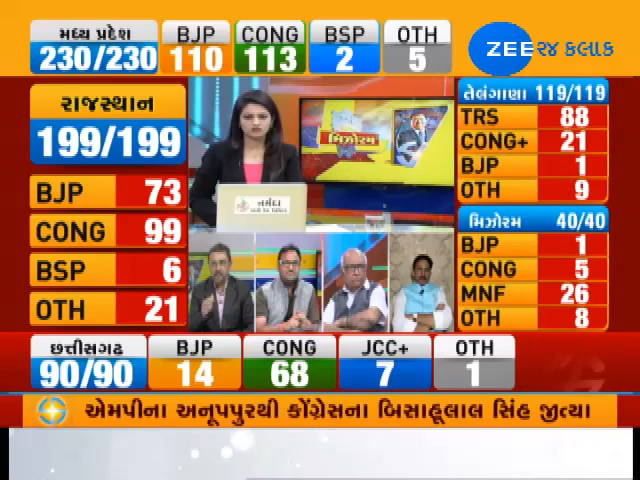 મધ્ય પ્રદેશ
230/230
BJP
110
CONG
113
BSP
2
OTH
5
ZEE ૨૪ કલાક
રાજસ્થાન
199/199
BJP 73
CONG 99
BSP 6
OTH 21
મિઝોરમ
નર્મદા
તેલંગાણા 119/119
TRS 88
CONG+ 21
BJP 1
OTH 9
મિઝોરમ 40/40
BJP 1
CONG 5
MNF 26
OTH 8
છત્તીસગઢ
90/90
BJP
14
CONG
68
JCC+
7
OTH
1
એમપીના અનૂપપુરથી કોંગ્રેસના બિસાહૂલાલ સિંહ જીત્યા